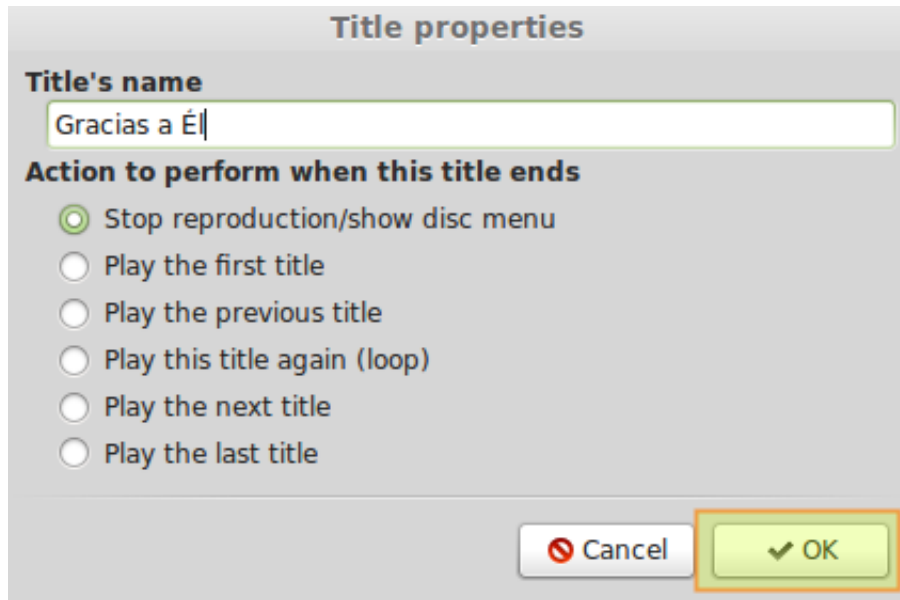 Title properties
Title's name
Gracias a Él
Action to perform when this title ends
Stop reproduction/show disc menu
Play the first title
Play the previous title
Play this title again (loop)
Play the next title
Play the last title
Cancel OK